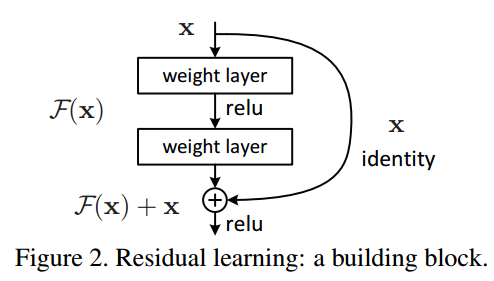 x
weight layer
F(x)
relu
x
weight layer
identity
F(x) + x
relu
Figure 2. Residual learning: a building block.